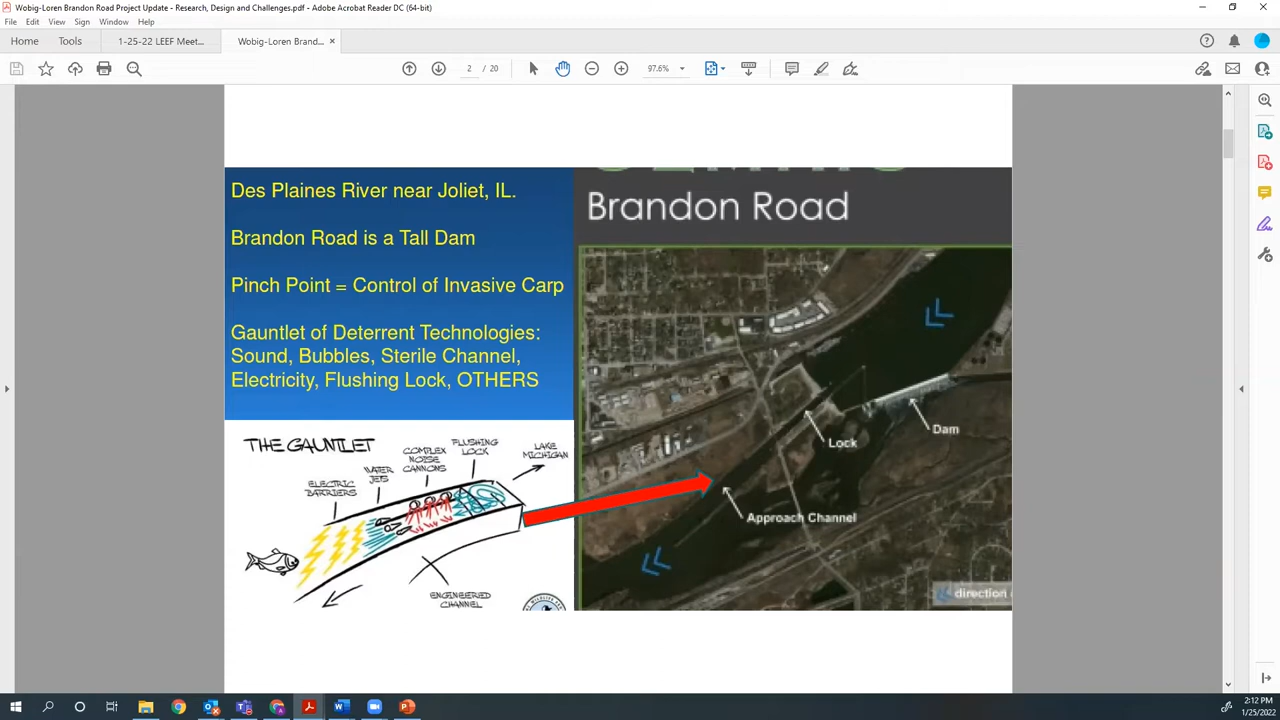 Wobig-Loren Brandon Road Project Update - Research, Design and Challenges.pdf - Adobe Acrobat Reader DC (64-bit)
File Edit View Sign Window Help
Home Tools 1-25-22 LEEF Meet... Wobig-Loren Brand... ×
2 / 20 97.6%
Des Plaines River near Joliet, IL.
Brandon Road is a Tall Dam
Pinch Point = Control of Invasive Carp
Gauntlet of Deterrent Technologies:
Sound, Bubbles, Sterile Channel,
Electricity, Flushing Lock, OTHERS
THE GAUNTLET
ELECTRIC
BARRIERS
WATER
JETS
COMPLEX
NOISE
CANNONS
FLUSHING
LOCK
LAKE
MICHIGAN
ENGINEERED
CHANNEL
Brandon Road
Lock
Dam
Approach Channel
direction
2:12 PM
1/25/2022